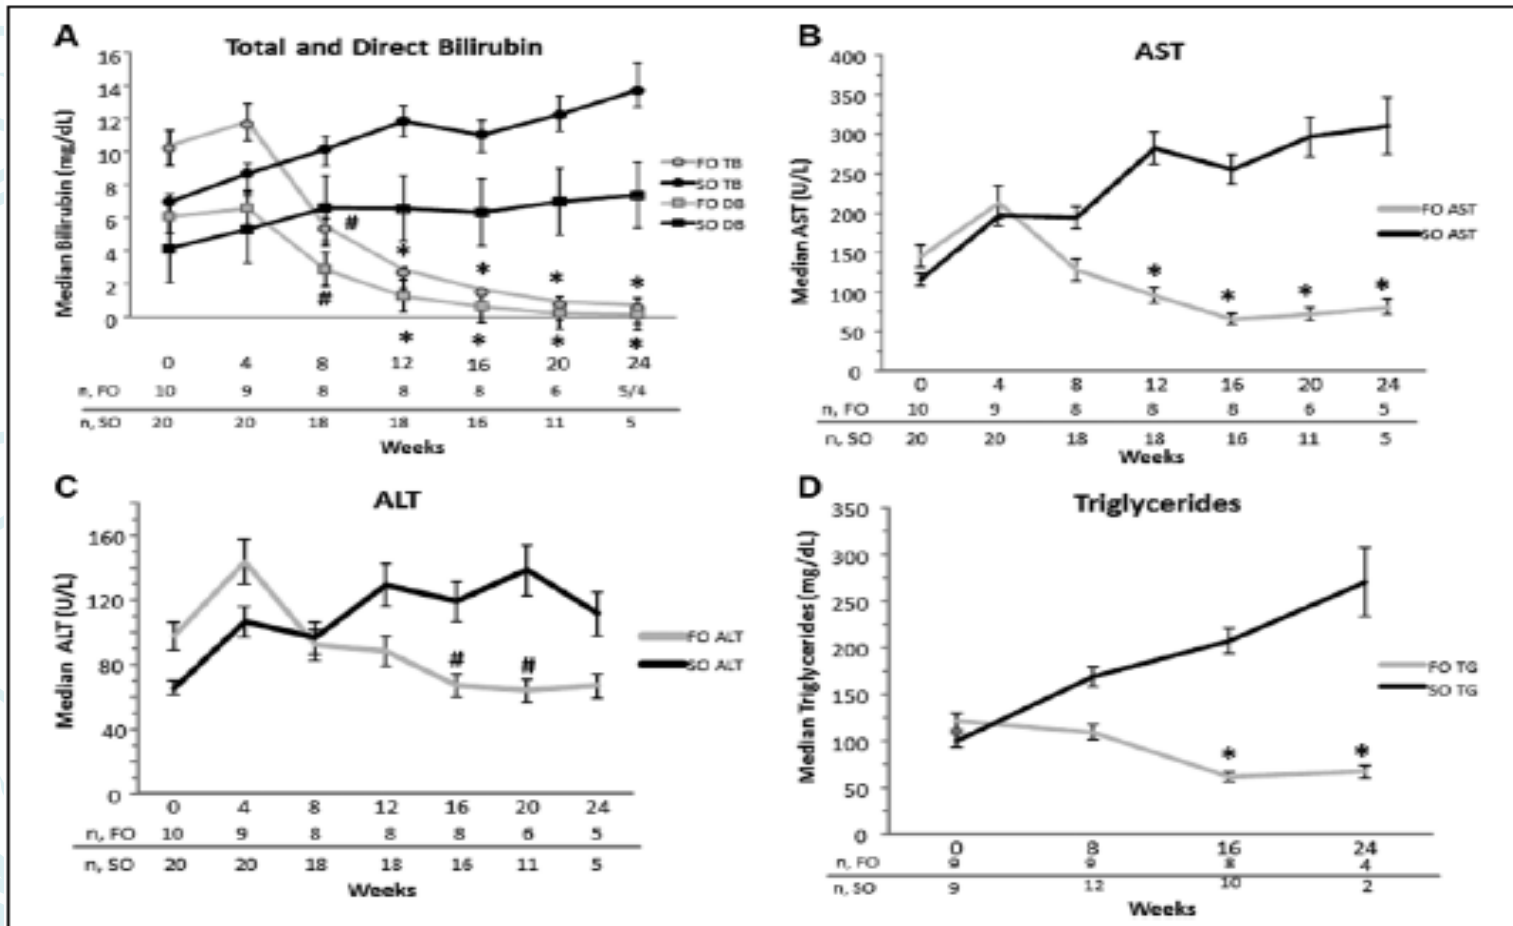 A
Total and Direct Bilirubin
Median Bilirubin (mg/dL)
16
14
12
10
8
6
4
2
0
#
*
*
*
*
#
*
*
*
*
FO TB
SO TB
FO DB
SO DB
0 4 8 12 16 20 24
n, FO 10 9 8 8 8 6 5/4
n, SO 20 20 18 18 16 11 5
Weeks
B
AST
Median AST (U/L)
400
350
300
250
200
150
100
50
0
* * * *
FO AST
SO AST
0 4 8 12 16 20 24
n, FO 10 9 8 8 8 6 5
n, SO 20 20 18 18 16 11 5
Weeks
C
ALT
Median ALT (U/L)
160
120
80
40
0
# #
FO ALT
SO ALT
0 4 8 12 16 20 24
n, FO 10 9 8 8 8 6 5
n, SO 20 20 18 18 16 11 5
Weeks
D
Triglycerides
Median Triglycerides (mg/dL)
350
300
250
200
150
100
50
0
* *
FO TG
SO TG
0 8 16 24
n, FO 9 9 8 4
n, SO 9 12 10 2
Weeks